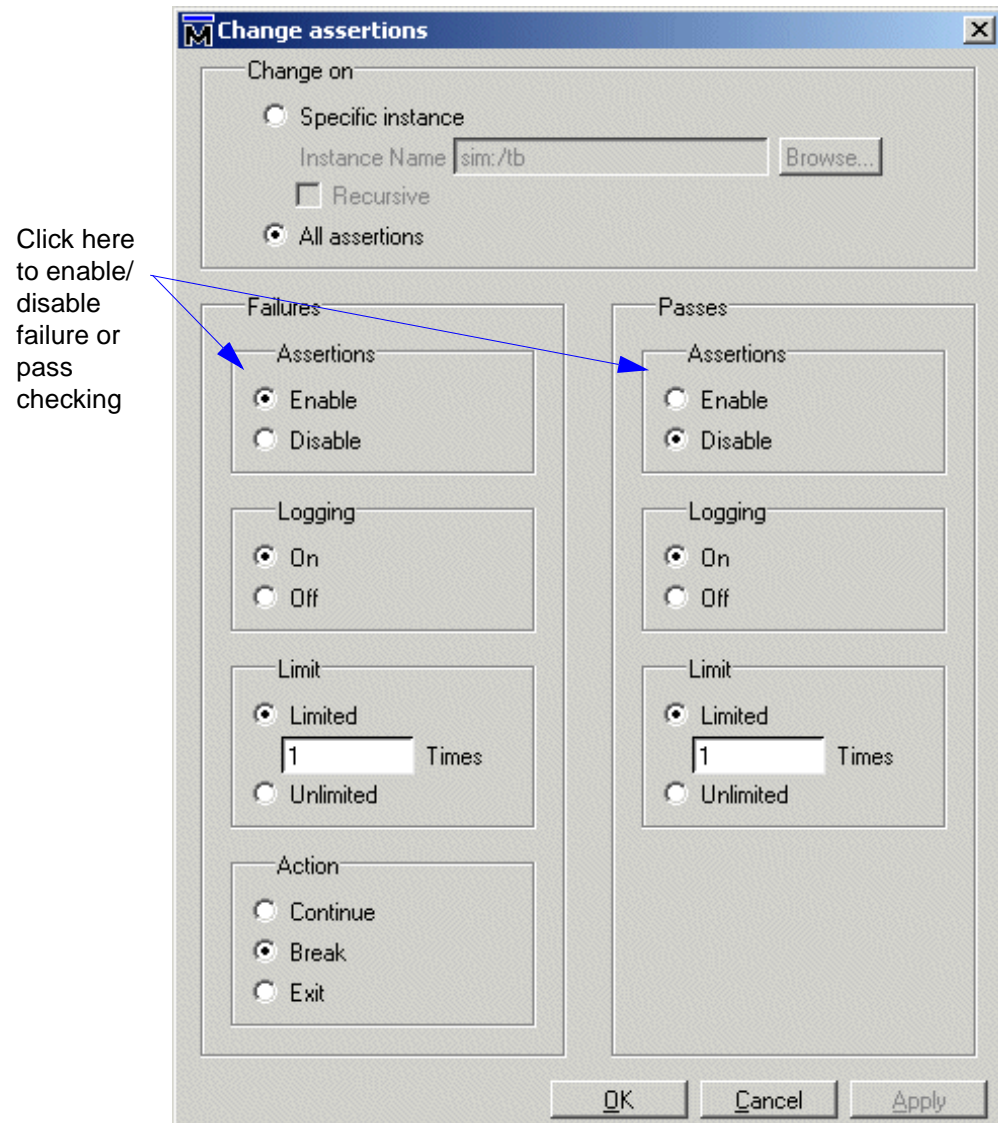 Change assertions
Change on
Specific instance
Instance Name sim:/tb Browse...
Recursive
All assertions
Click here
to enable/
disable
failure or
pass
checking
Failures
Assertions
Enable
Disable
Logging
On
Off
Limit
Limited
1 Times
Unlimited
Action
Continue
Break
Exit
Passes
Assertions
Enable
Disable
Logging
On
Off
Limit
Limited
1 Times
Unlimited
OK Cancel Apply